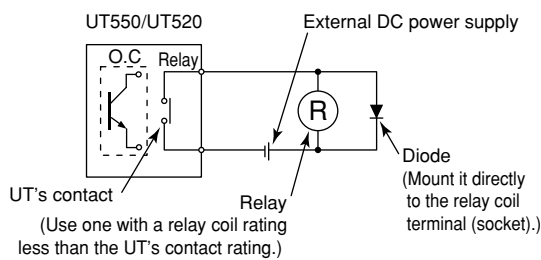 UT550/UT520
External DC power supply
O.C
Relay
R
UT's contact
Relay
(Use one with a relay coil rating
less than the UT's contact rating.)
Diode
(Mount it directly
to the relay coil
terminal (socket).)